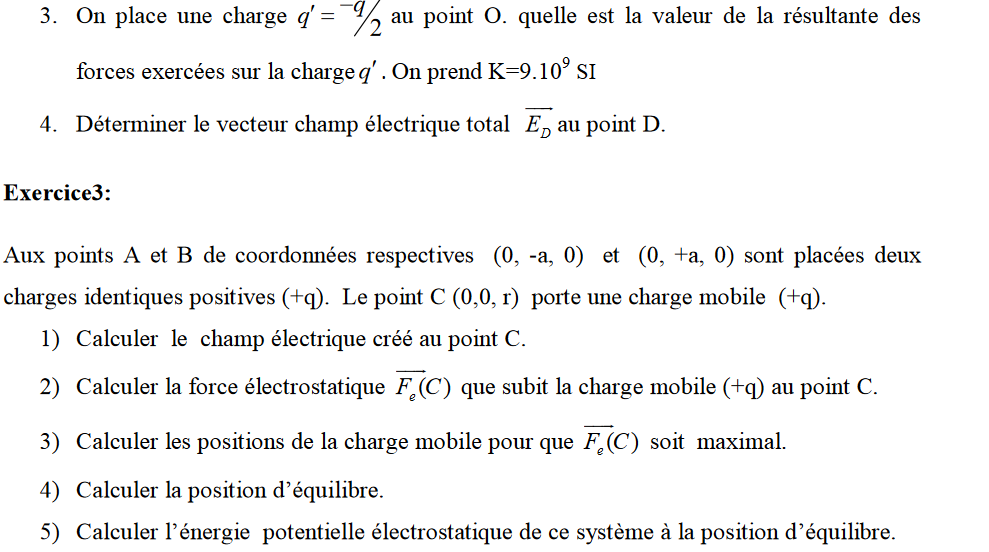 3. On place une charge q′ = −q/2 au point O. quelle est la valeur de la résultante des
forces exercées sur la charge q′ . On prend K=9.10⁹ SI
4. Déterminer le vecteur champ électrique total E_D au point D.
Exercice3:
Aux points A et B de coordonnées respectives (0, -a, 0) et (0, +a, 0) sont placées deux
charges identiques positives (+q). Le point C (0,0, r) porte une charge mobile (+q).
1) Calculer le champ électrique créé au point C.
2) Calculer la force électrostatique F_e(C) que subit la charge mobile (+q) au point C.
3) Calculer les positions de la charge mobile pour que F_e(C) soit maximal.
4) Calculer la position d’équilibre.
5) Calculer l’énergie potentielle électrostatique de ce système à la position d’équilibre.